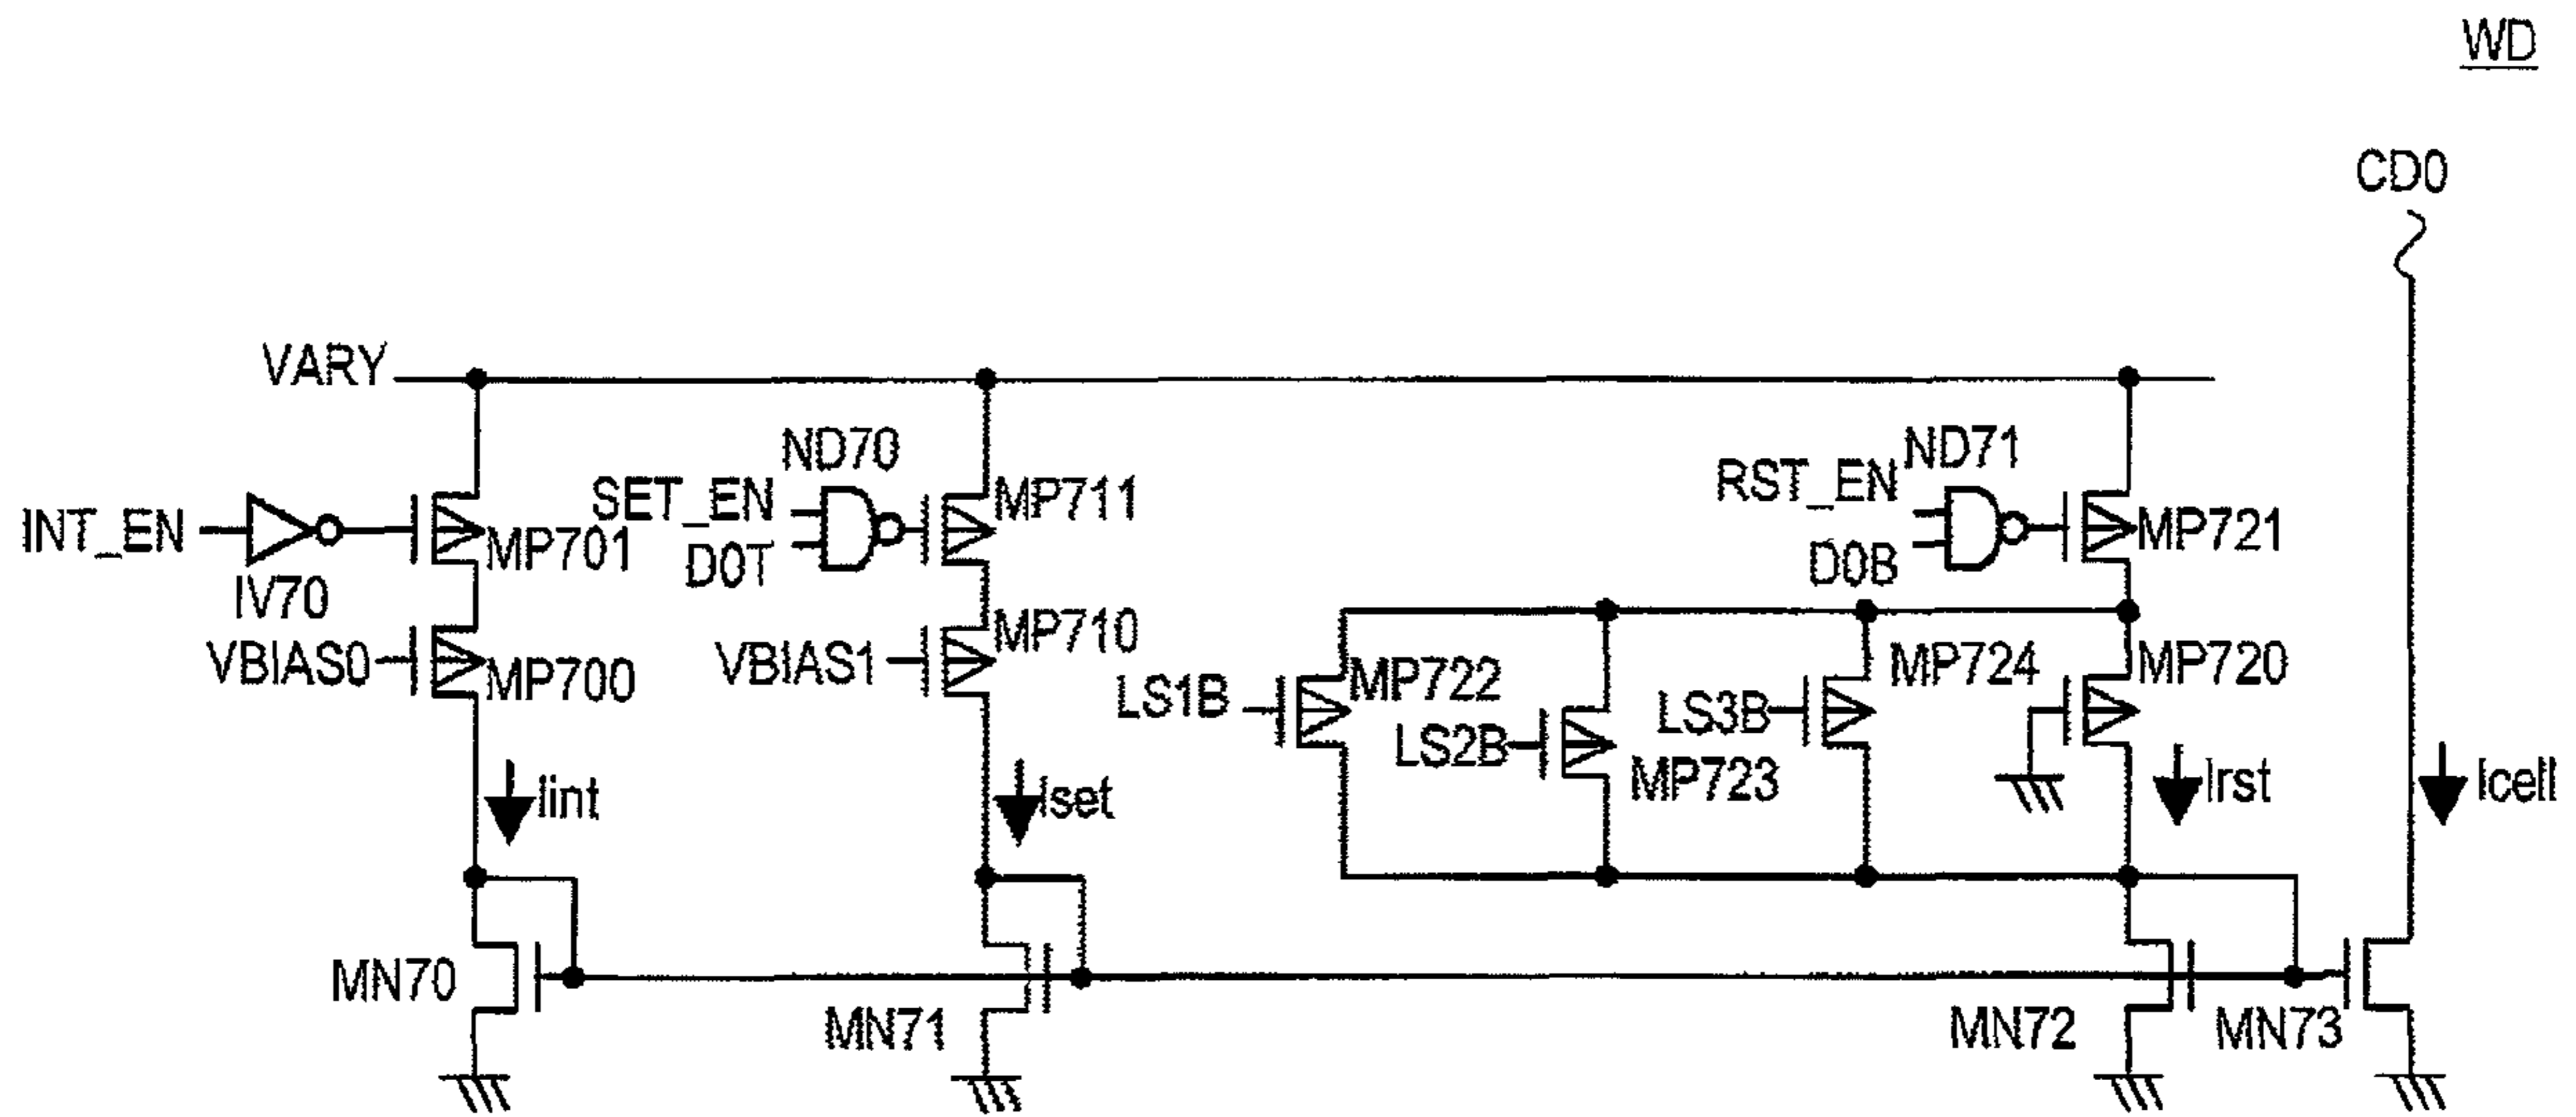 WD
CD0
VARY
ND70
ND71
SET_EN
MP711
RST_EN
INT_EN
MP701
D0T
MP721
D0B
IV70
VBIAS0
MP700
VBIAS1
MP710
LS1B
MP722
LS2B
MP723
LS3B
MP724
MP720
Iint
Iset
Irst
Icell
MN70
MN71
MN72
MN73